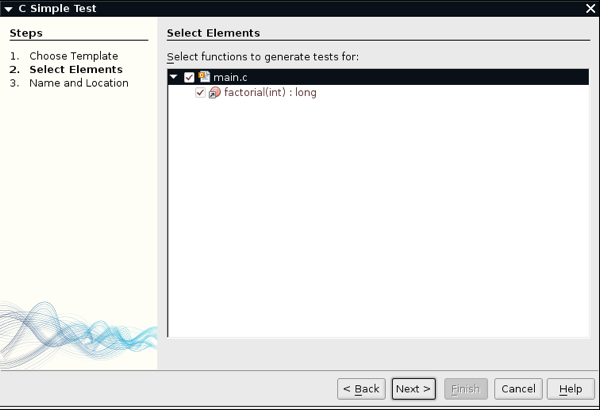 C Simple Test
Steps
1. Choose Template
2. Select Elements
3. Name and Location
Select Elements
Select functions to generate tests for:
main.c
factorial(int) : long
< Back
Next >
Finish
Cancel
Help